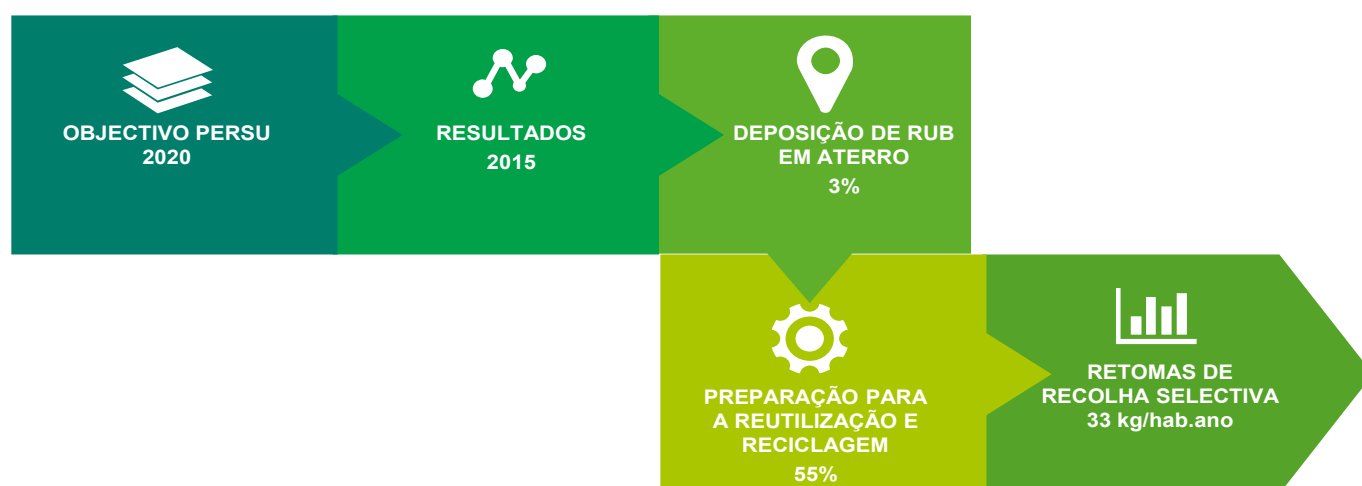 OBJECTIVO PERSU
2020
RESULTADOS
2015
DEPOSIÇÃO DE RUB
EM ATERRO
3%
PREPARAÇÃO PARA
A REUTILIZAÇÃO E
RECICLAGEM
55%
RETOMAS DE
RECOLHA SELECTIVA
33 kg/hab.ano